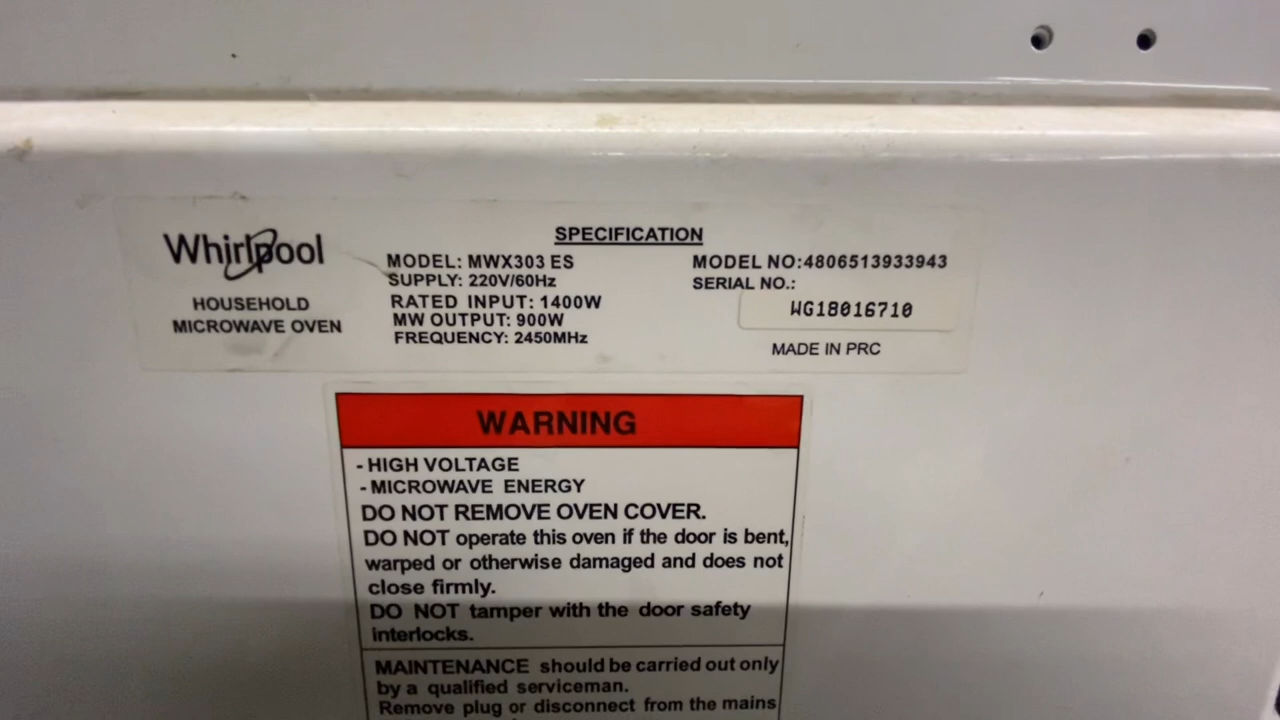 Whirlpool
HOUSEHOLD
MICROWAVE OVEN
SPECIFICATION
MODEL: MWX303 ES
SUPPLY: 220V/60Hz
RATED INPUT: 1400W
MW OUTPUT: 900W
FREQUENCY: 2450MHz
MODEL NO:4806513933943
SERIAL NO.:
WG18016710
MADE IN PRC
WARNING
- HIGH VOLTAGE
- MICROWAVE ENERGY
DO NOT REMOVE OVEN COVER.
DO NOT operate this oven if the door is bent,
warped or otherwise damaged and does not
close firmly.
DO NOT tamper with the door safety
interlocks.
MAINTENANCE should be carried out only
by a qualified serviceman.
Remove plug or disconnect from the mains